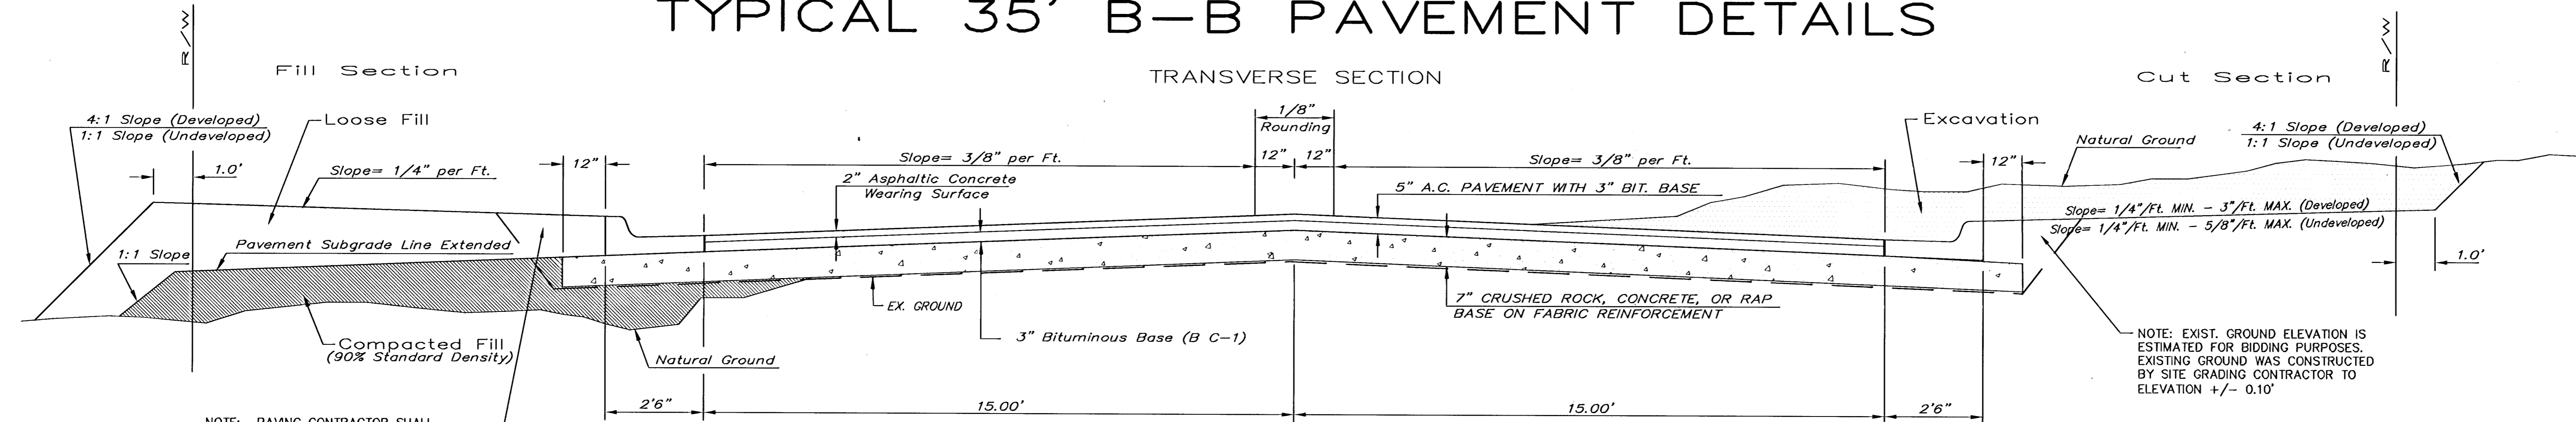 TYPICAL 35' B-B PAVEMENT DETAILS
TRANSVERSE SECTION
R/W
Fill Section
Cut Section
R/W
4:1 Slope (Developed)
1:1 Slope (Undeveloped)
Loose Fill
1.0'
Slope= 1/4" per Ft.
12"
Slope= 3/8" per Ft.
2" Asphaltic Concrete
Wearing Surface
1/8"
Rounding
12"
12"
Slope= 3/8" per Ft.
5" A.C. PAVEMENT WITH 3" BIT. BASE
Excavation
12"
Natural Ground
4:1 Slope (Developed)
1:1 Slope (Undeveloped)
Slope= 1/4"/Ft. MIN. - 3"/Ft. MAX. (Developed)
Slope= 1/4"/Ft. MIN. - 5/8"/Ft. MAX. (Undeveloped)
1.0'
1:1 Slope
Pavement Subgrade Line Extended
Compacted Fill
(90% Standard Density)
Natural Ground
EX. GROUND
3" Bituminous Base (B C-1)
7" CRUSHED ROCK, CONCRETE, OR RAP
BASE ON FABRIC REINFORCEMENT
NOTE: EXIST. GROUND ELEVATION IS
ESTIMATED FOR BIDDING PURPOSES.
EXISTING GROUND WAS CONSTRUCTED
BY SITE GRADING CONTRACTOR TO
ELEVATION +/- 0.10'
2'6"
15.00'
15.00'
2'6"
NOTE: PAVING CONTRACTOR SHALL